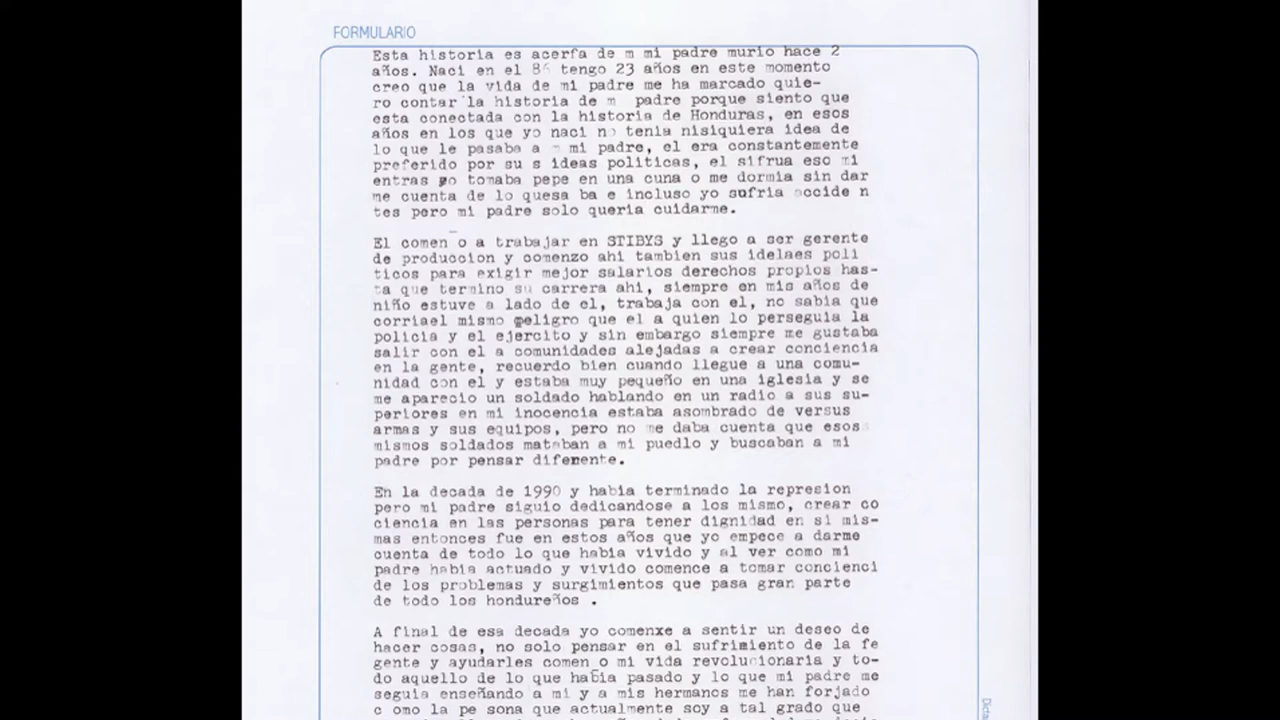 FORMULARIO
Esta historia es acerfa de m mi padre murio hace 2
años. Naci en el 86 tengo 23 años en este momento
creo que la vida de mi padre me ha marcado quie-
ro contar la historia de m padre porque siento que
esta conectada con la historia de Honduras, en esos
años en los que yo naci no tenia nisiquiera idea de
lo que le pasaba a m mi padre, el era constantemente
preferido por su s ideas politicas, el sifrua eso mi
entras yo tomaba pepe en una cuna o me dormia sin dar
me cuenta de lo quesa ba e incluso yo sufria occide n
tes pero mi padre solo queria cuidarme.
El comen o a trabajar en STIBYS y llego a ser gerente
de produccion y comenzo ahi tambien sus idelaes poli
ticos para exigir mejor salarios derechos propios has-
ta que termino su carrera ahi, siempre en mis años de
niño estuve a lado de el, trabaja con el, no sabia que
corriael mismo peligro que el a quien lo perseguia la
policia y el ejercito y sin embargo siempre me gustaba
salir con el a comunidades alejadas a crear conciencia
en la gente, recuerdo bien cuando llegue a una comu-
nidad con el y estaba muy pequeño en una iglesia y se
me aparecio un soldado hablando en un radio a sus su-
periores en mi inocencia estaba asombrado de versus
armas y sus equipos, pero no me daba cuenta que esos
mismos soldados mataban a mi puedlo y buscaban a mi
padre por pensar diferente.
En la decada de 1990 y habia terminado la represion
pero mi padre siguio dedicandose a los mismo, crear co
ciencia en las personas para tener dignidad en si mis-
mas entonces fue en estos años que yo empece a darme
cuenta de todo lo que habia vivido y al ver como mi
padre habia actuado y vivido comence a tomar concienci
de los problemas y surgimientos que pasa gran parte
de todo los hondureños .
A final de esa decada yo comenxe a sentir un deseo de
hacer cosas, no solo pensar en el sufrimiento de la fe
gente y ayudarles comen o mi vida revolucionaria y to-
do aquello de lo que habia pasado y lo que mi padre me
seguia enseñando a mi y a mis hermanos me han forjado
c omo la pe sona que actualmente soy a tal grado que